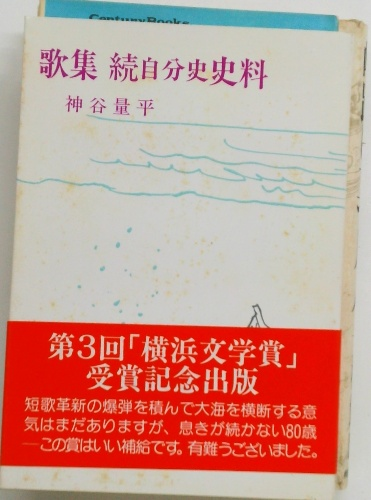 Century Books
歌集 続自分史史料
神谷量平
第3回「横浜文学賞」
受賞記念出版
短歌革新の爆弾を積んで大海を横断する意
気はまだありますが、息きが続かない80歳
―この賞はいい補給です。有難うございました。